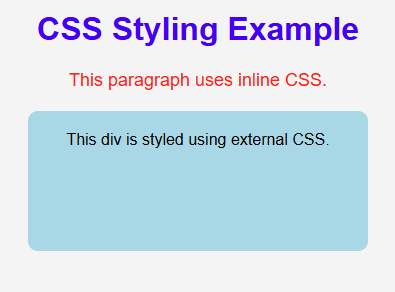 CSS Styling Example
This paragraph uses inline CSS.
This div is styled using external CSS.